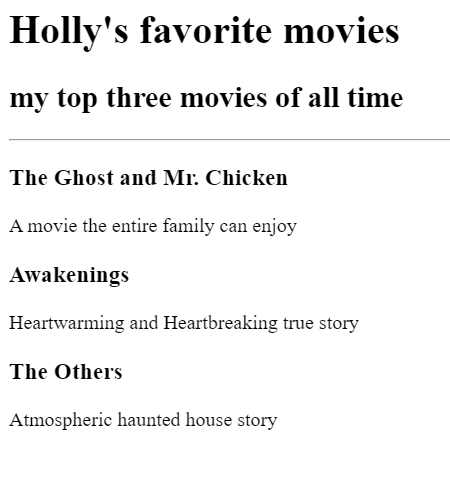 Holly's favorite movies
my top three movies of all time
The Ghost and Mr. Chicken
A movie the entire family can enjoy
Awakenings
Heartwarming and Heartbreaking true story
The Others
Atmospheric haunted house story